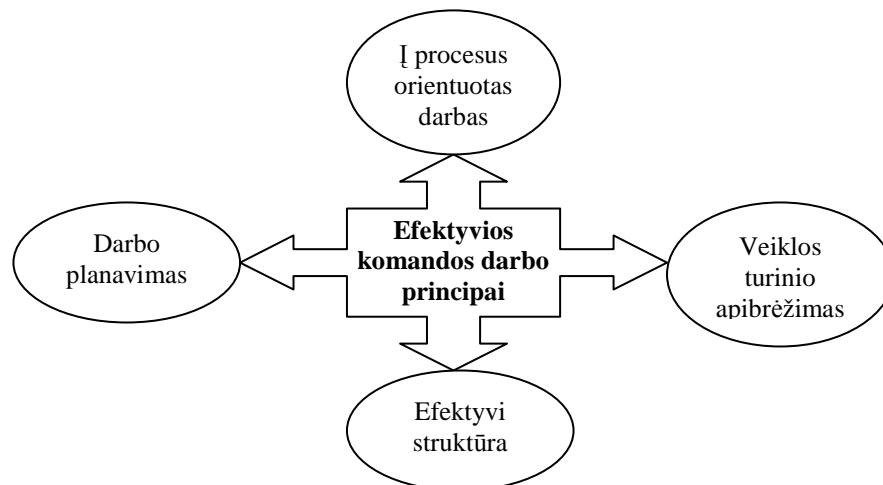 Į procesus
orientuotas
darbas
Darbo
planavimas
Efektyvios
komandos darbo
principai
Veiklos
turinio
apibrėžimas
Efektyvi
struktūra